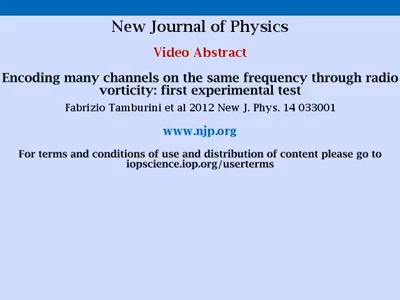 New Journal of Physics
Video Abstract
Encoding many channels on the same frequency through radio
vorticity: first experimental test
Fabrizio Tamburini et al 2012 New J. Phys. 14 033001
www.njp.org
For terms and conditions of use and distribution of content please go to
iopscience.iop.org/userterms